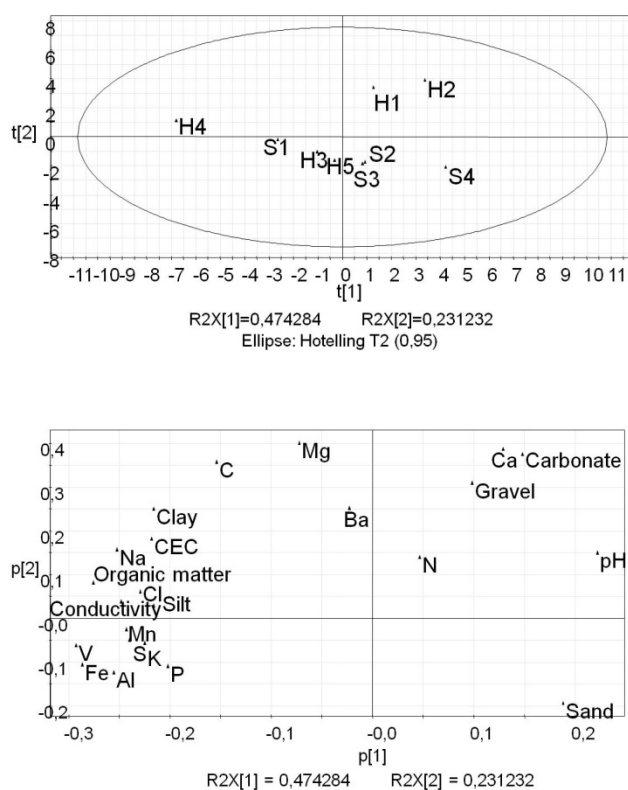 8
6
4
2
0
-2
-4
-6
-8
t[2]
H1
H2
H4
S1
H3
H5
S2
S3
S4
-11-10-9 -8 -7 -6 -5 -4 -3 -2 -1 0 1 2 3 4 5 6 7 8 9 10 11
t[1]
R2X[1]=0,474284 R2X[2]=0,231232
Ellipse: Hotelling T2 (0,95)
0,4
0,3
0,2
0,1
-0,0
-0,1
-0,2
p[2]
Mg
C
Ca Carbonate
Gravel
Clay
Ba
CEC
Na
N
pH
Organic matter
Cl
Conductivity Silt
Mn
V
S K
Fe
Al
P
Sand
-0,3 -0,2 -0,1 -0,0 0,1 0,2
p[1]
R2X[1] = 0,474284 R2X[2] = 0,231232